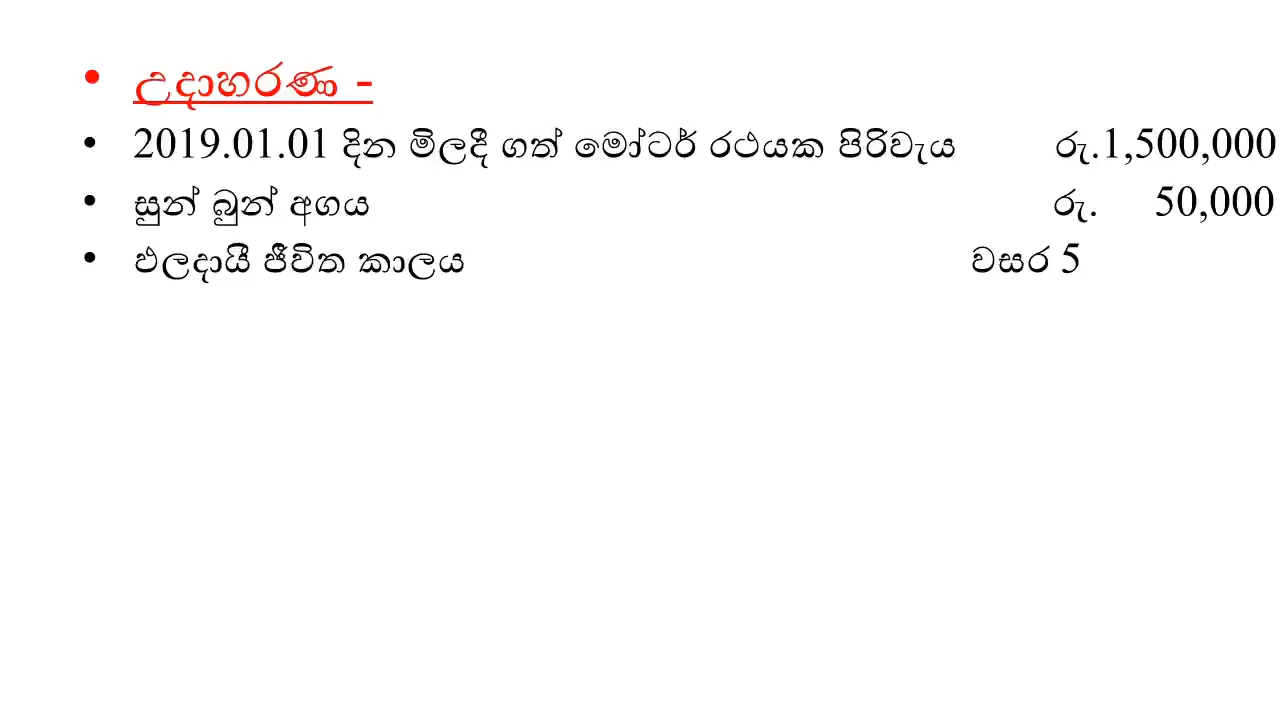 • උදාහරණ -
• 2019.01.01 දින මිලදී ගත් මෝටර් රථයක පිරිවැය රු.1,500,000
• සුන් බුන් අගය රු. 50,000
• ඵලදායී ජීවිත කාලය වසර 5